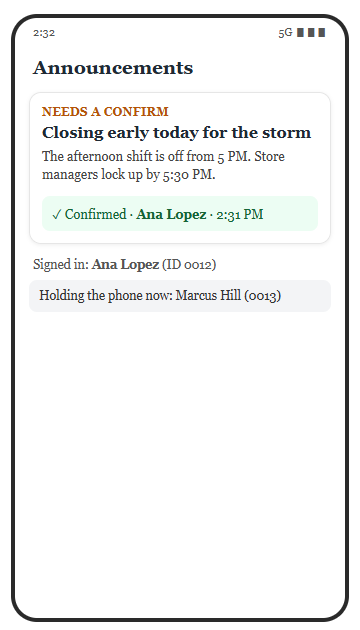 2:32
5G
Announcements
NEEDS A CONFIRM
Closing early today for the storm
The afternoon shift is off from 5 PM. Store
managers lock up by 5:30 PM.
✓ Confirmed · Ana Lopez · 2:31 PM
Signed in: Ana Lopez (ID 0012)
Holding the phone now: Marcus Hill (0013)